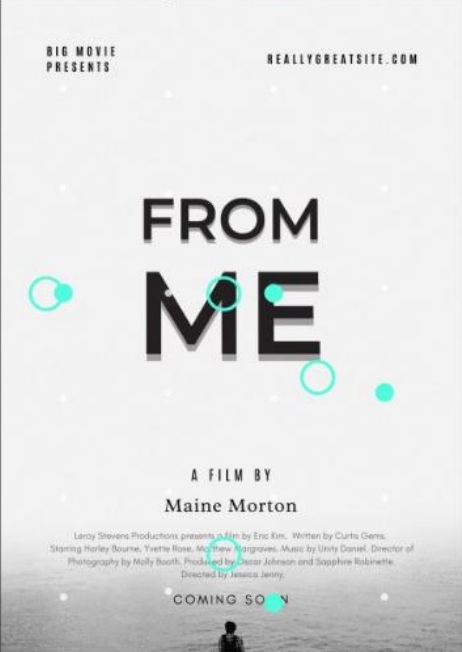 BIG MOVIE
PRESENTS
REALLYGREATSITE.COM
FROM
ME
A FILM BY
Maine Morton
Leroy Stevens Productions presents a film by Eric Kim. Written by Curtis Gems.
Starring Harley Bourne, Yvette Rose, Matthew Hargraves. Music by Unity Daniel. Director of
Photography by Molly Booth. Produced by Oscar Johnson and Sapphire Robinette.
Directed by Jessica Jenny.
COMING SOON